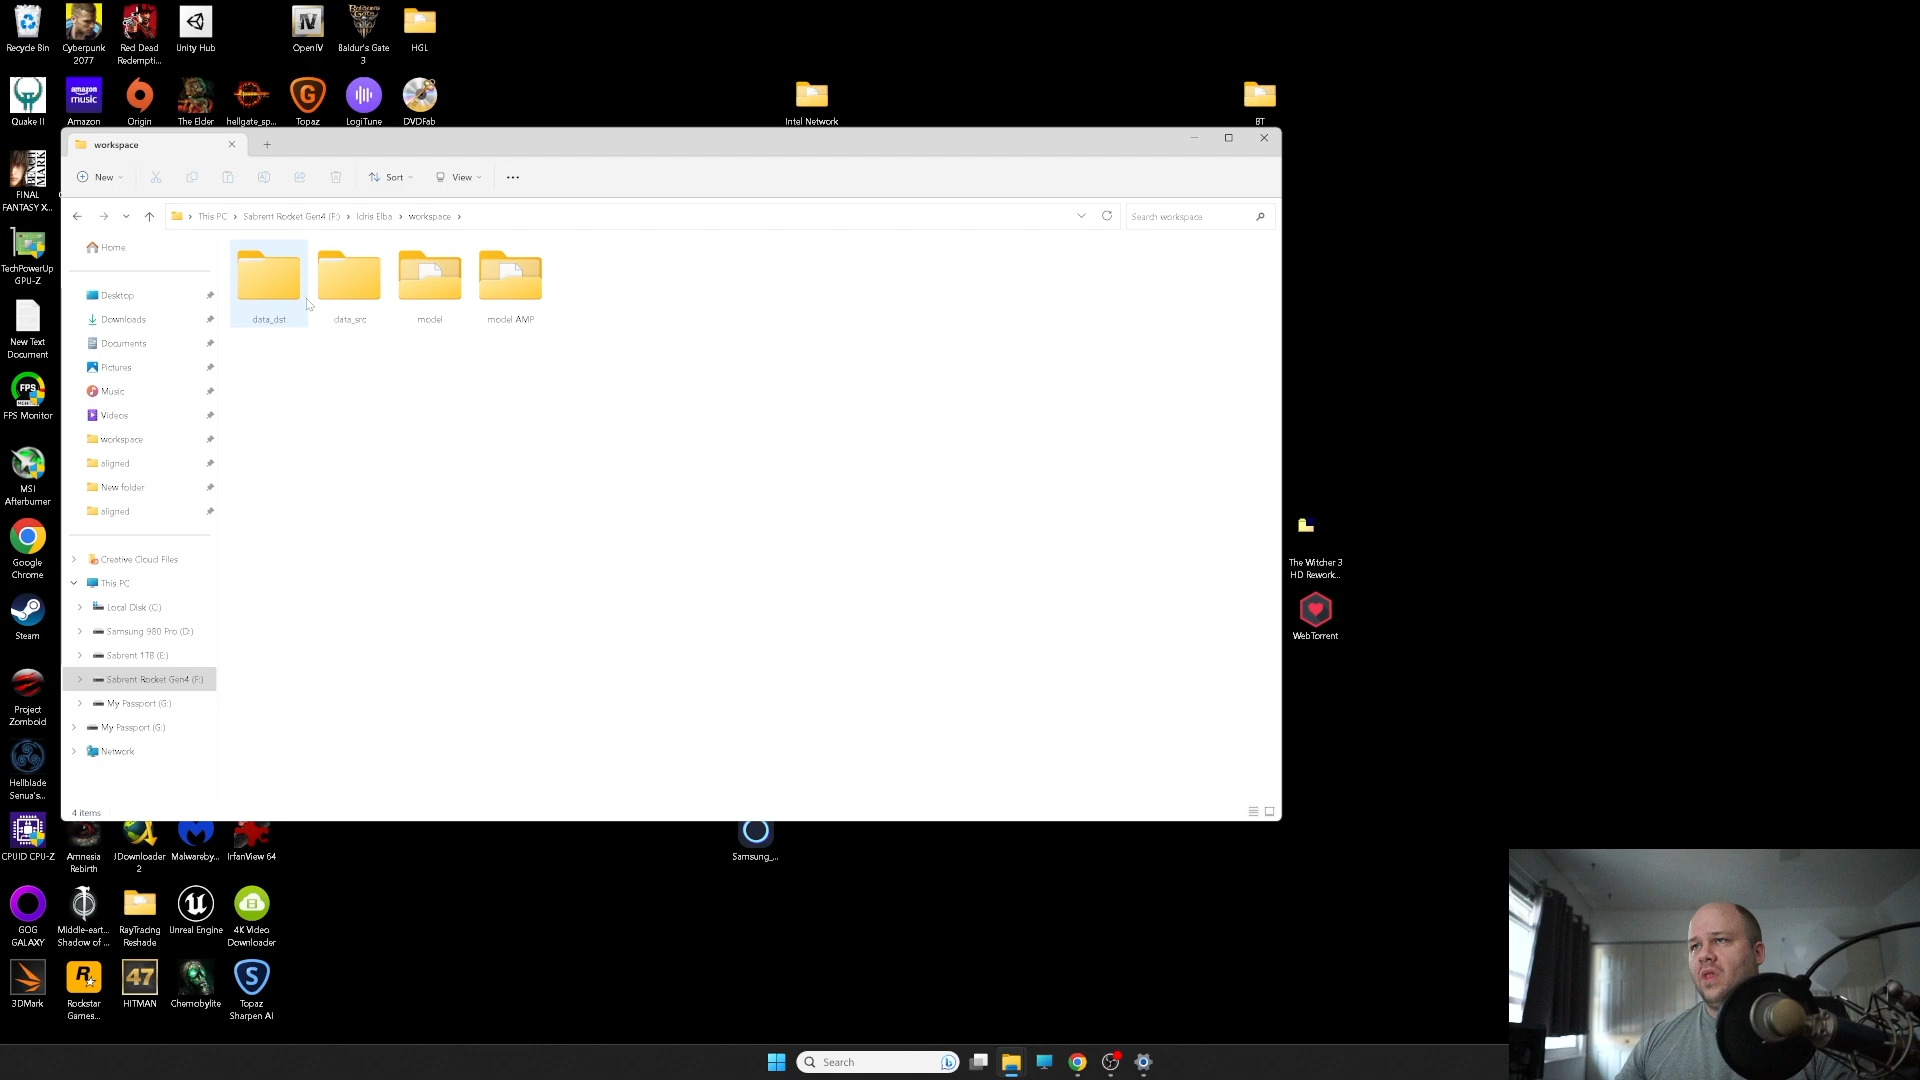 Recycle Bin
Cyberpunk
2077
Red Dead
Redempti...
Unity Hub
OpenIV
Baldur's Gate
3
HGL
Quake II
amazon
music
Amazon
Origin
The Elder
hellgate_sp...
Topaz
LogiTune
DVDFab
Intel Network
BT
workspace
New
Sort
View
This PC
Sabrent Rocket Gen4 (F:)
Idris Elba
workspace
Search workspace
Home
Desktop
Downloads
Documents
Pictures
Music
Videos
workspace
aligned
New folder
aligned
Creative Cloud Files
This PC
Local Disk (C:)
Samsung 980 Pro (D:)
Sabrent 1TB (E:)
Sabrent Rocket Gen4 (F:)
My Passport (G:)
My Passport (G:)
Network
4 items
data_dst
data_src
model
model AMP
FINAL
FANTASY X...
TechPowerUp
GPU-Z
New Text
Document
FPS
FPS Monitor
MSI
Afterburner
Google
Chrome
Steam
Project
Zomboid
Hellblade
Senua's...
CPUID CPU-Z
Amnesia
Rebirth
JDownloader
2
Malwareby...
IrfanView 64
GOG
GALAXY
Middle-eart...
Shadow of ...
RayTracing
Reshade
Unreal Engine
4K Video
Downloader
3DMark
Rockstar
Games...
47
HITMAN
Chernobylite
Topaz
Sharpen AI
Samsung_...
The Witcher 3
HD Rework...
WebTorrent
Search